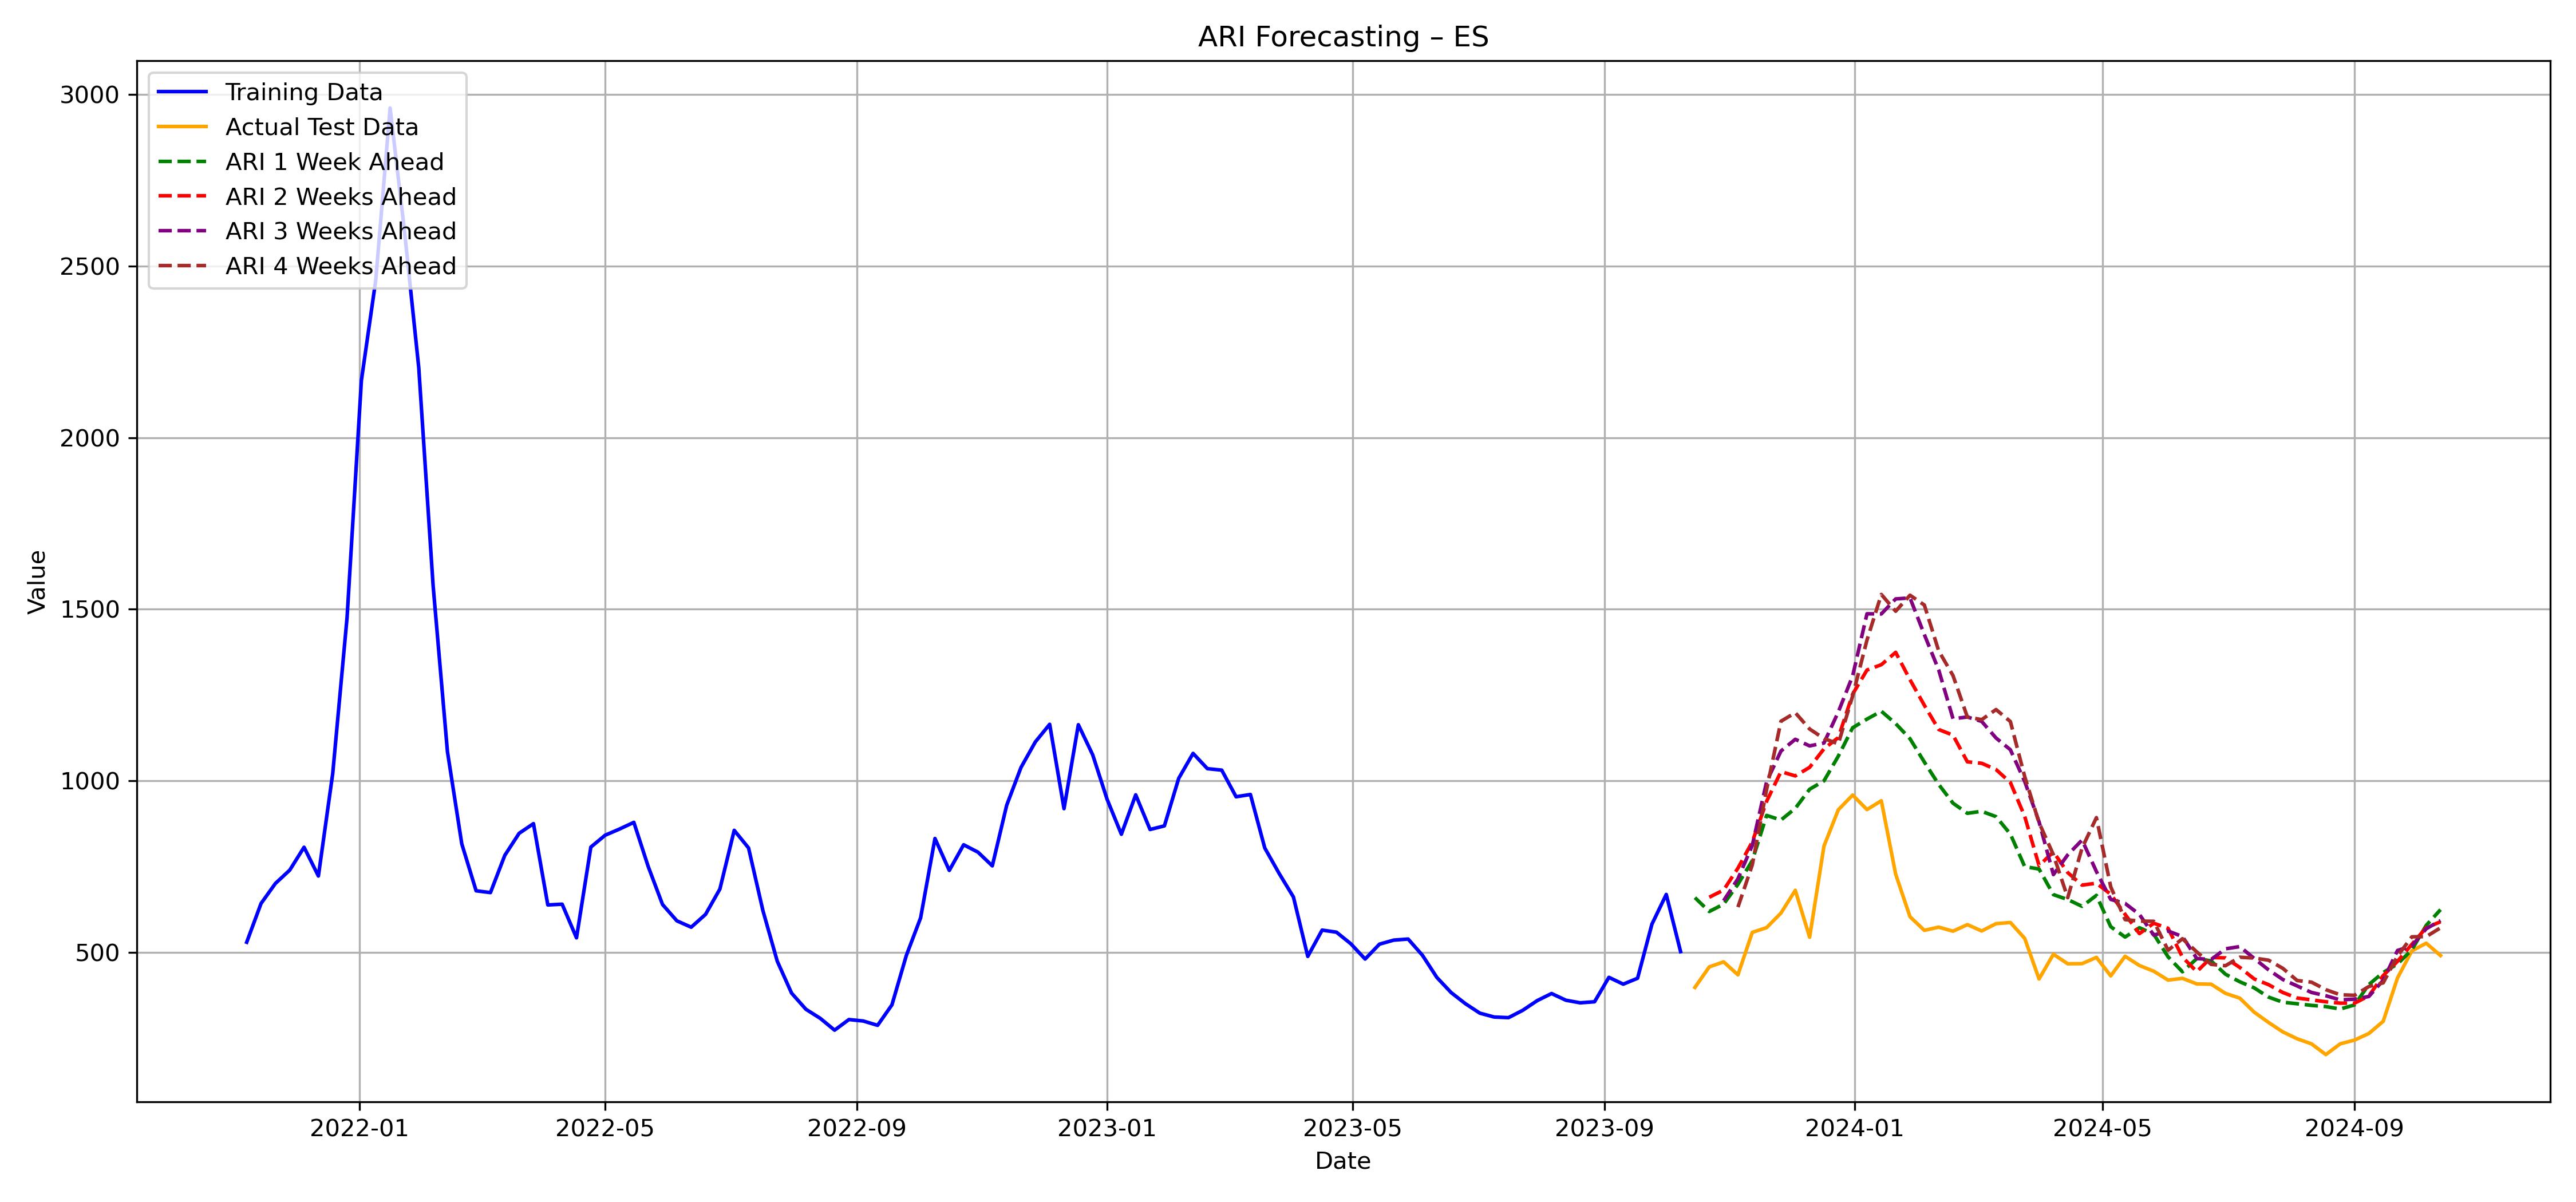 ARI Forecasting – ES
Training Data
Actual Test Data
ARI 1 Week Ahead
ARI 2 Weeks Ahead
ARI 3 Weeks Ahead
ARI 4 Weeks Ahead
Value
3000
2500
2000
1500
1000
500
2022-01
2022-05
2022-09
2023-01
2023-05
2023-09
2024-01
2024-05
2024-09
Date